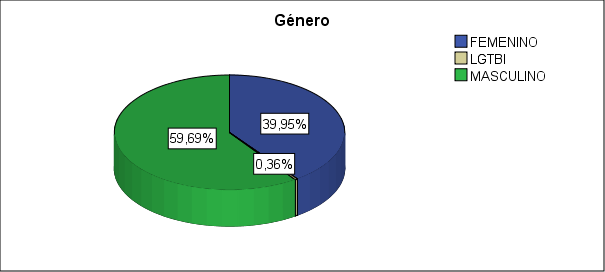 Género
FEMENINO
LGTBI
MASCULINO
39,95%
59,69%
0,36%